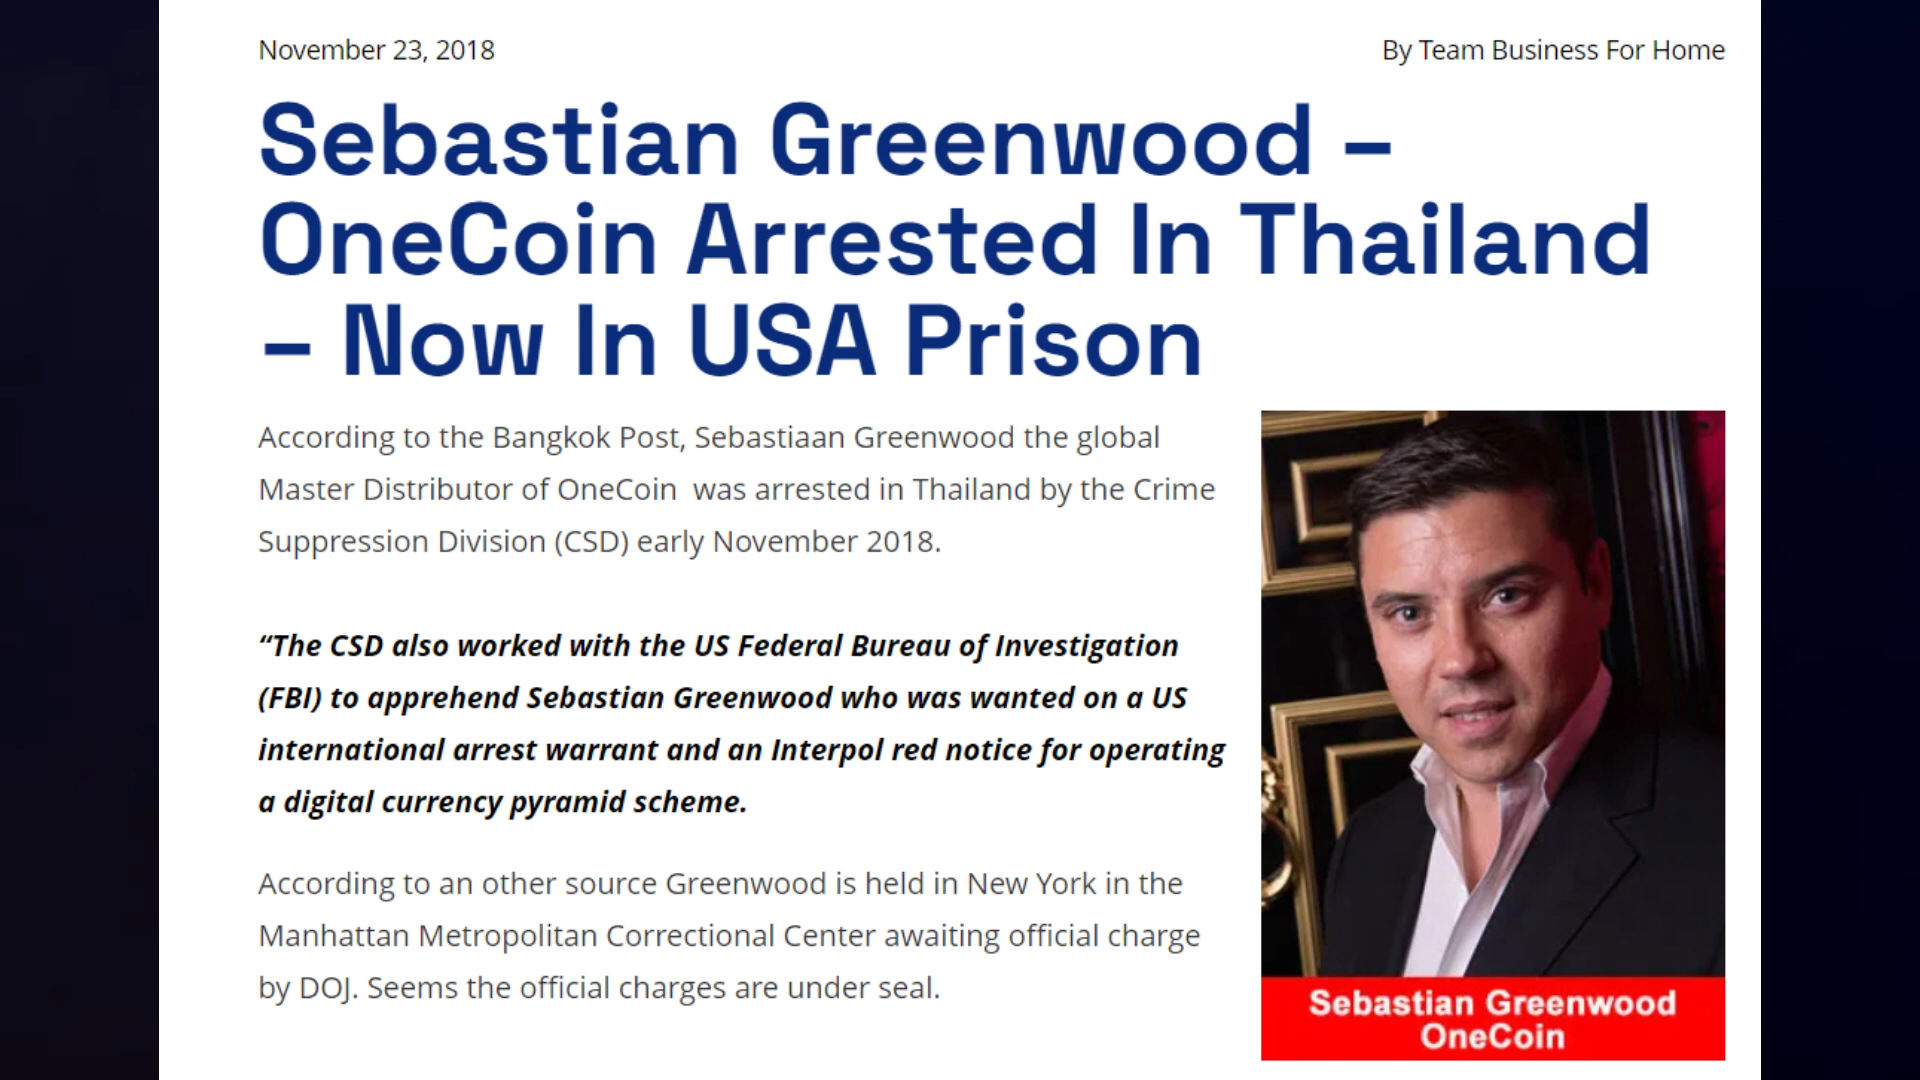 November 23, 2018
By Team Business For Home
Sebastian Greenwood –
OneCoin Arrested In Thailand
– Now In USA Prison
According to the Bangkok Post, Sebastiaan Greenwood the global
Master Distributor of OneCoin  was arrested in Thailand by the Crime
Suppression Division (CSD) early November 2018.
“The CSD also worked with the US Federal Bureau of Investigation
(FBI) to apprehend Sebastian Greenwood who was wanted on a US
international arrest warrant and an Interpol red notice for operating
a digital currency pyramid scheme.
According to an other source Greenwood is held in New York in the
Manhattan Metropolitan Correctional Center awaiting official charge
by DOJ. Seems the official charges are under seal.
Sebastian Greenwood
OneCoin